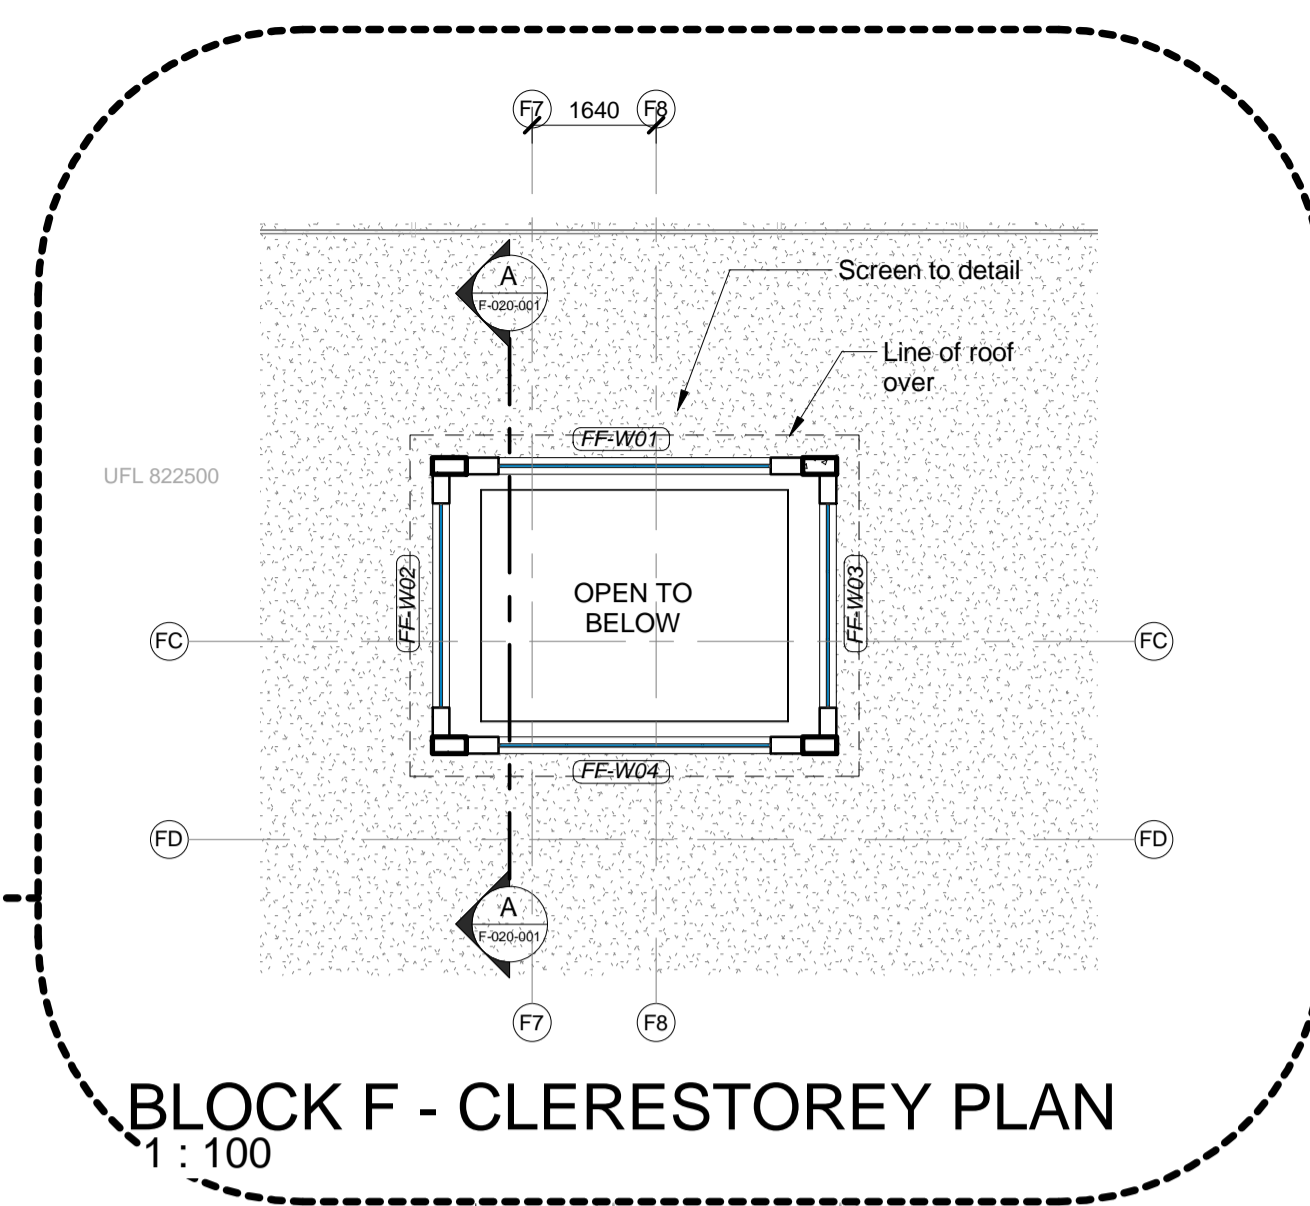 F7 1640 F8
A
F-020-001
Screen to detail
Line of roof
over
FF-W01
UFL 822500
OPEN TO
BELOW
FF-W02
FF-W03
FC
FC
FF-W04
FD
FD
A
F-020-001
F7 F8
BLOCK F - CLERESTOREY PLAN
1 : 100